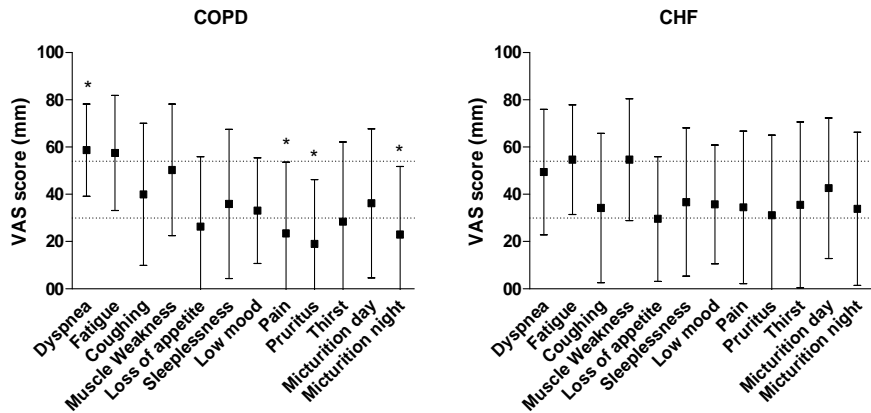 COPD
VAS score (mm)
100
80
60
40
20
00
*
*
*
*
Dyspnea
Fatigue
Coughing
Muscle Weakness
Loss of appetite
Sleeplessness
Low mood
Pain
Pruritus
Thirst
Micturition day
Micturition night
CHF
VAS score (mm)
100
80
60
40
20
00
Dyspnea
Fatigue
Coughing
Muscle Weakness
Loss of appetite
Sleeplessness
Low mood
Pain
Pruritus
Thirst
Micturition day
Micturition night